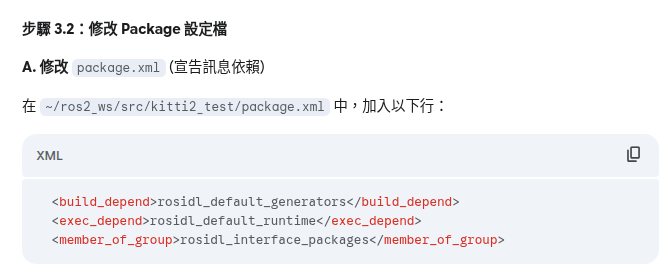 步驟 3.2：修改 Package 設定檔
A. 修改 package.xml (宣告訊息依賴)
在 ~/ros2_ws/src/kitti2_test/package.xml 中，加入以下行：
XML
<build_depend>rosidl_default_generators</build_depend>
<exec_depend>rosidl_default_runtime</exec_depend>
<member_of_group>rosidl_interface_packages</member_of_group>